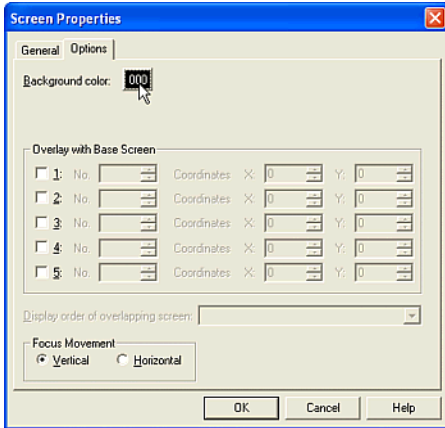 Screen Properties
General Options
Background color: 000
Overlay with Base Screen
1: No. Coordinates X: 0 Y: 0
2: No. Coordinates X: 0 Y: 0
3: No. Coordinates X: 0 Y: 0
4: No. Coordinates X: 0 Y: 0
5: No. Coordinates X: 0 Y: 0
Display order of overlapping screen:
Focus Movement
Vertical Horizontal
OK Cancel Help